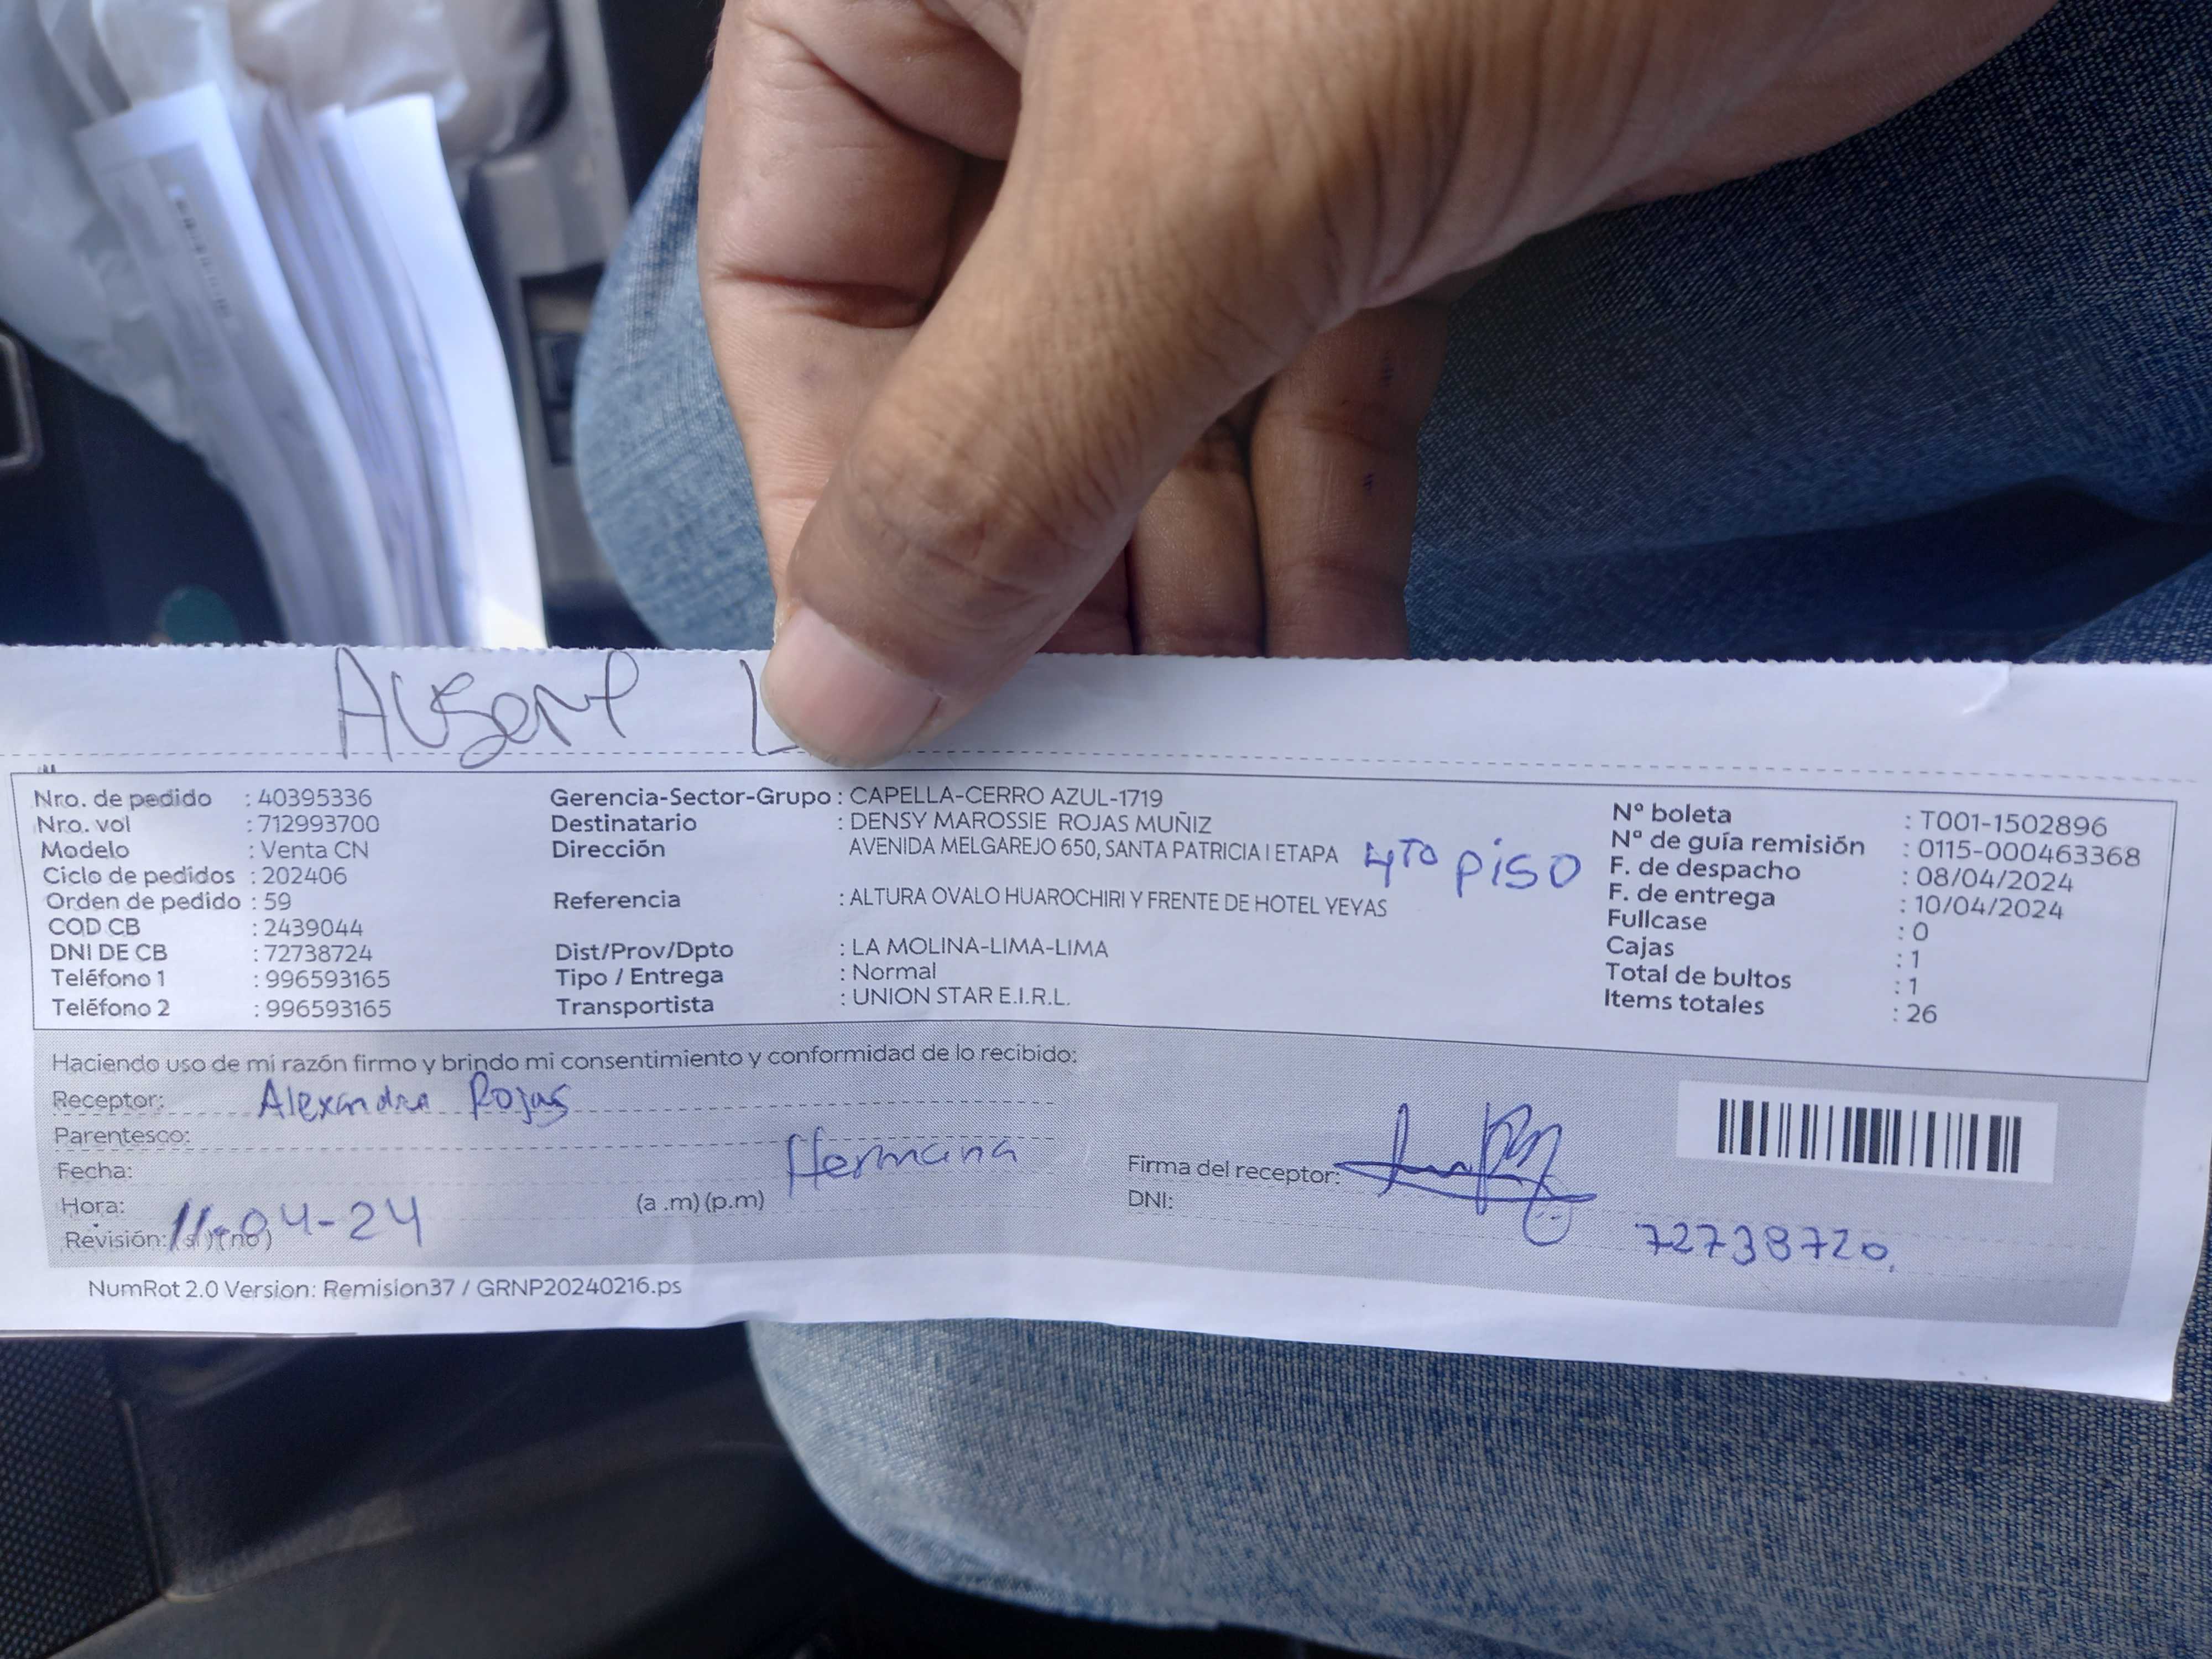 Ausente
Nro. de pedido : 40395336
Nro. vol : 712993700
Modelo : Venta CN
Ciclo de pedidos : 202406
Orden de pedido : 59
COD CB : 2439044
DNI DE CB : 72738724
Teléfono 1 : 996593165
Teléfono 2 : 996593165
Gerencia-Sector-Grupo : CAPELLA-CERRO AZUL-1719
Destinatario : DENSY MAROSSIE ROJAS MUÑIZ
Dirección AVENIDA MELGAREJO 650, SANTA PATRICIA I ETAPA 4TO PISO
Referencia : ALTURA OVALO HUAROCHIRI Y FRENTE DE HOTEL YEYAS
Dist/Prov/Dpto : LA MOLINA-LIMA-LIMA
Tipo / Entrega : Normal
Transportista : UNION STAR E.I.R.L.
Nº boleta : T001-1502896
Nº de guía remisión : 0115-000463368
F. de despacho : 08/04/2024
F. de entrega : 10/04/2024
Fullcase : 0
Cajas : 1
Total de bultos : 1
Items totales : 26
Haciendo uso de mi razón firmo y brindo mi consentimiento y conformidad de lo recibido:
Receptor: Alexandra Rojas
Parentesco: Hermana
Fecha:
Hora: (a .m) (p.m)
11-04-24
Revisión: (si) (no)
Firma del receptor:
DNI: 72738720
NumRot 2.0 Version: Remision37 / GRNP20240216.ps